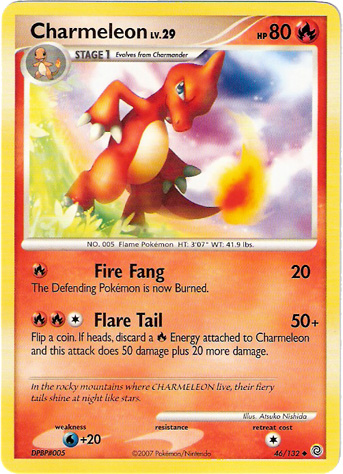 Charmeleon LV.29 HP 80
STAGE 1 Evolves from Charmander
NO. 005 Flame Pokémon HT: 3'07" WT: 41.9 lbs.
Fire Fang 20
The Defending Pokémon is now Burned.
Flare Tail 50+
Flip a coin. If heads, discard a Energy attached to Charmeleon
and this attack does 50 damage plus 20 more damage.
In the rocky mountains where CHARMELEON live, their fiery
tails shine at night like stars.
Illus. Atsuko Nishida
weakness resistance retreat cost
+20
DPBP#005 ©2007 Pokémon/Nintendo 46/132